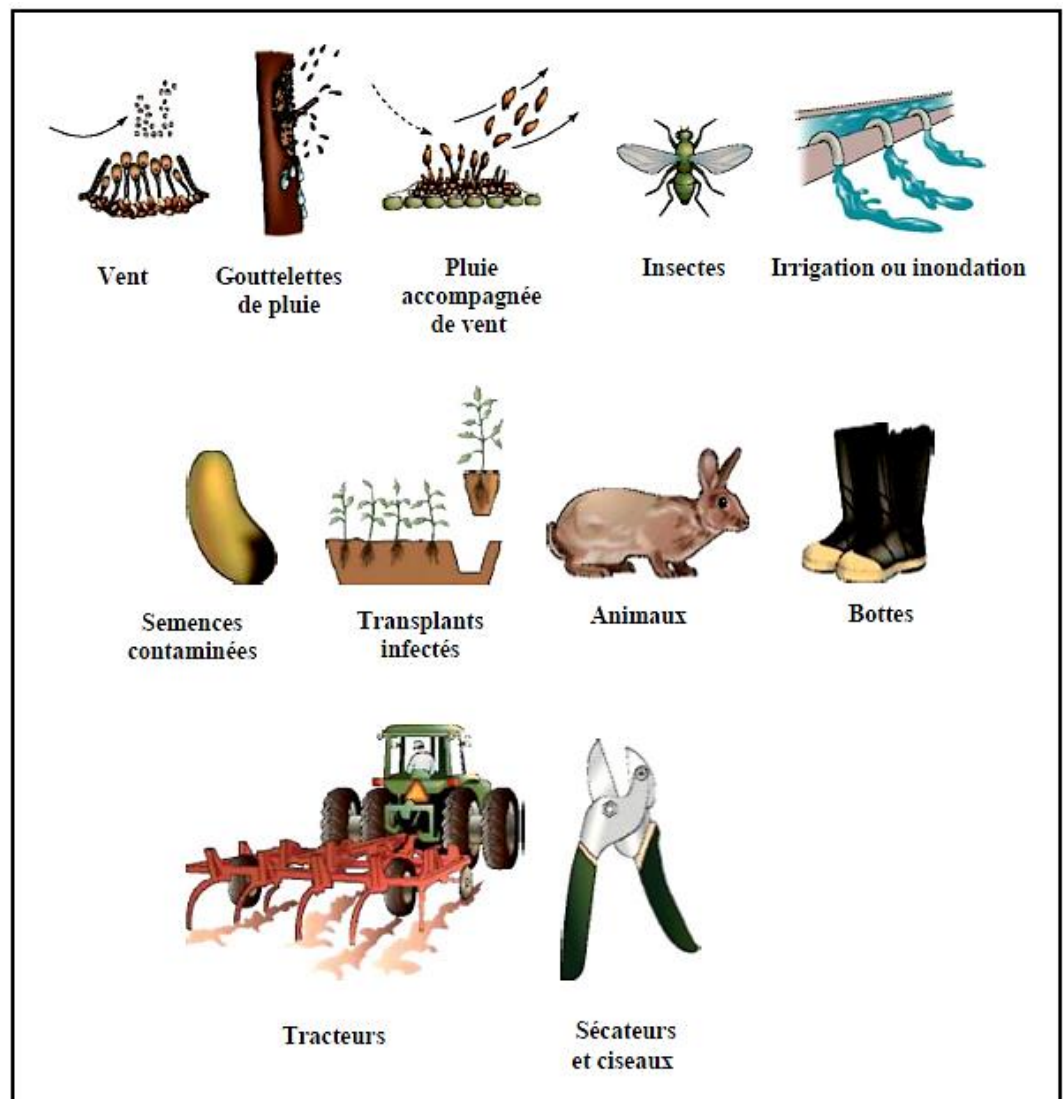 Vent
Gouttelettes
de pluie
Pluie
accompagnée
de vent
Insectes
Irrigation ou inondation
Semences
contaminées
Transplants
infectés
Animaux
Bottes
Tracteurs
Sécateurs
et ciseaux